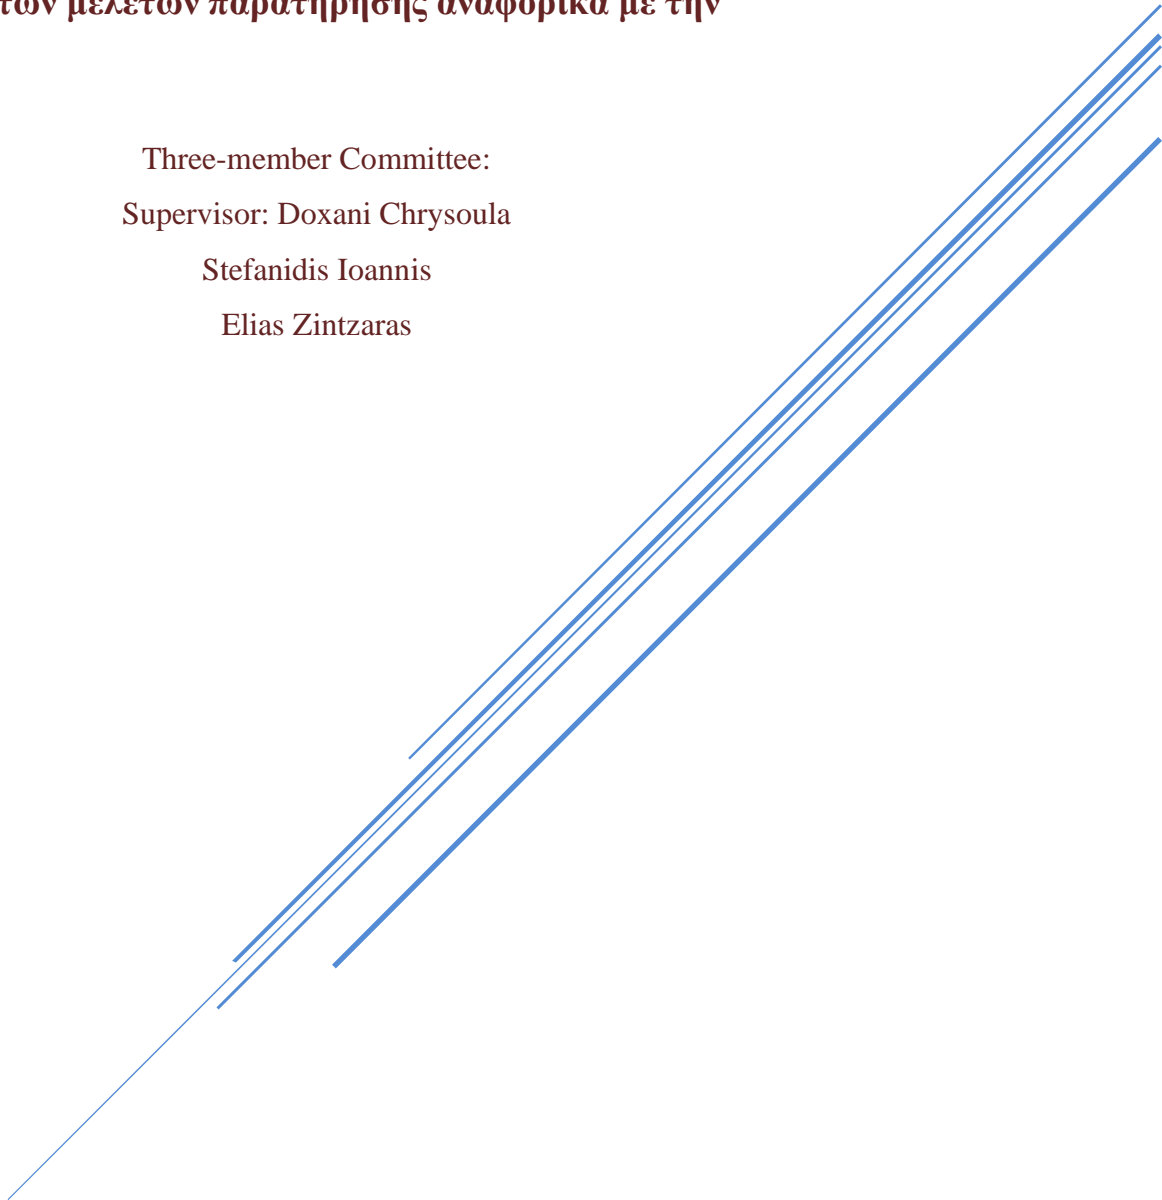 των μελετών παρατήρησης αναφορικά με την
Three-member Committee:
Supervisor: Doxani Chrysoula
Stefanidis Ioannis
Elias Zintzaras